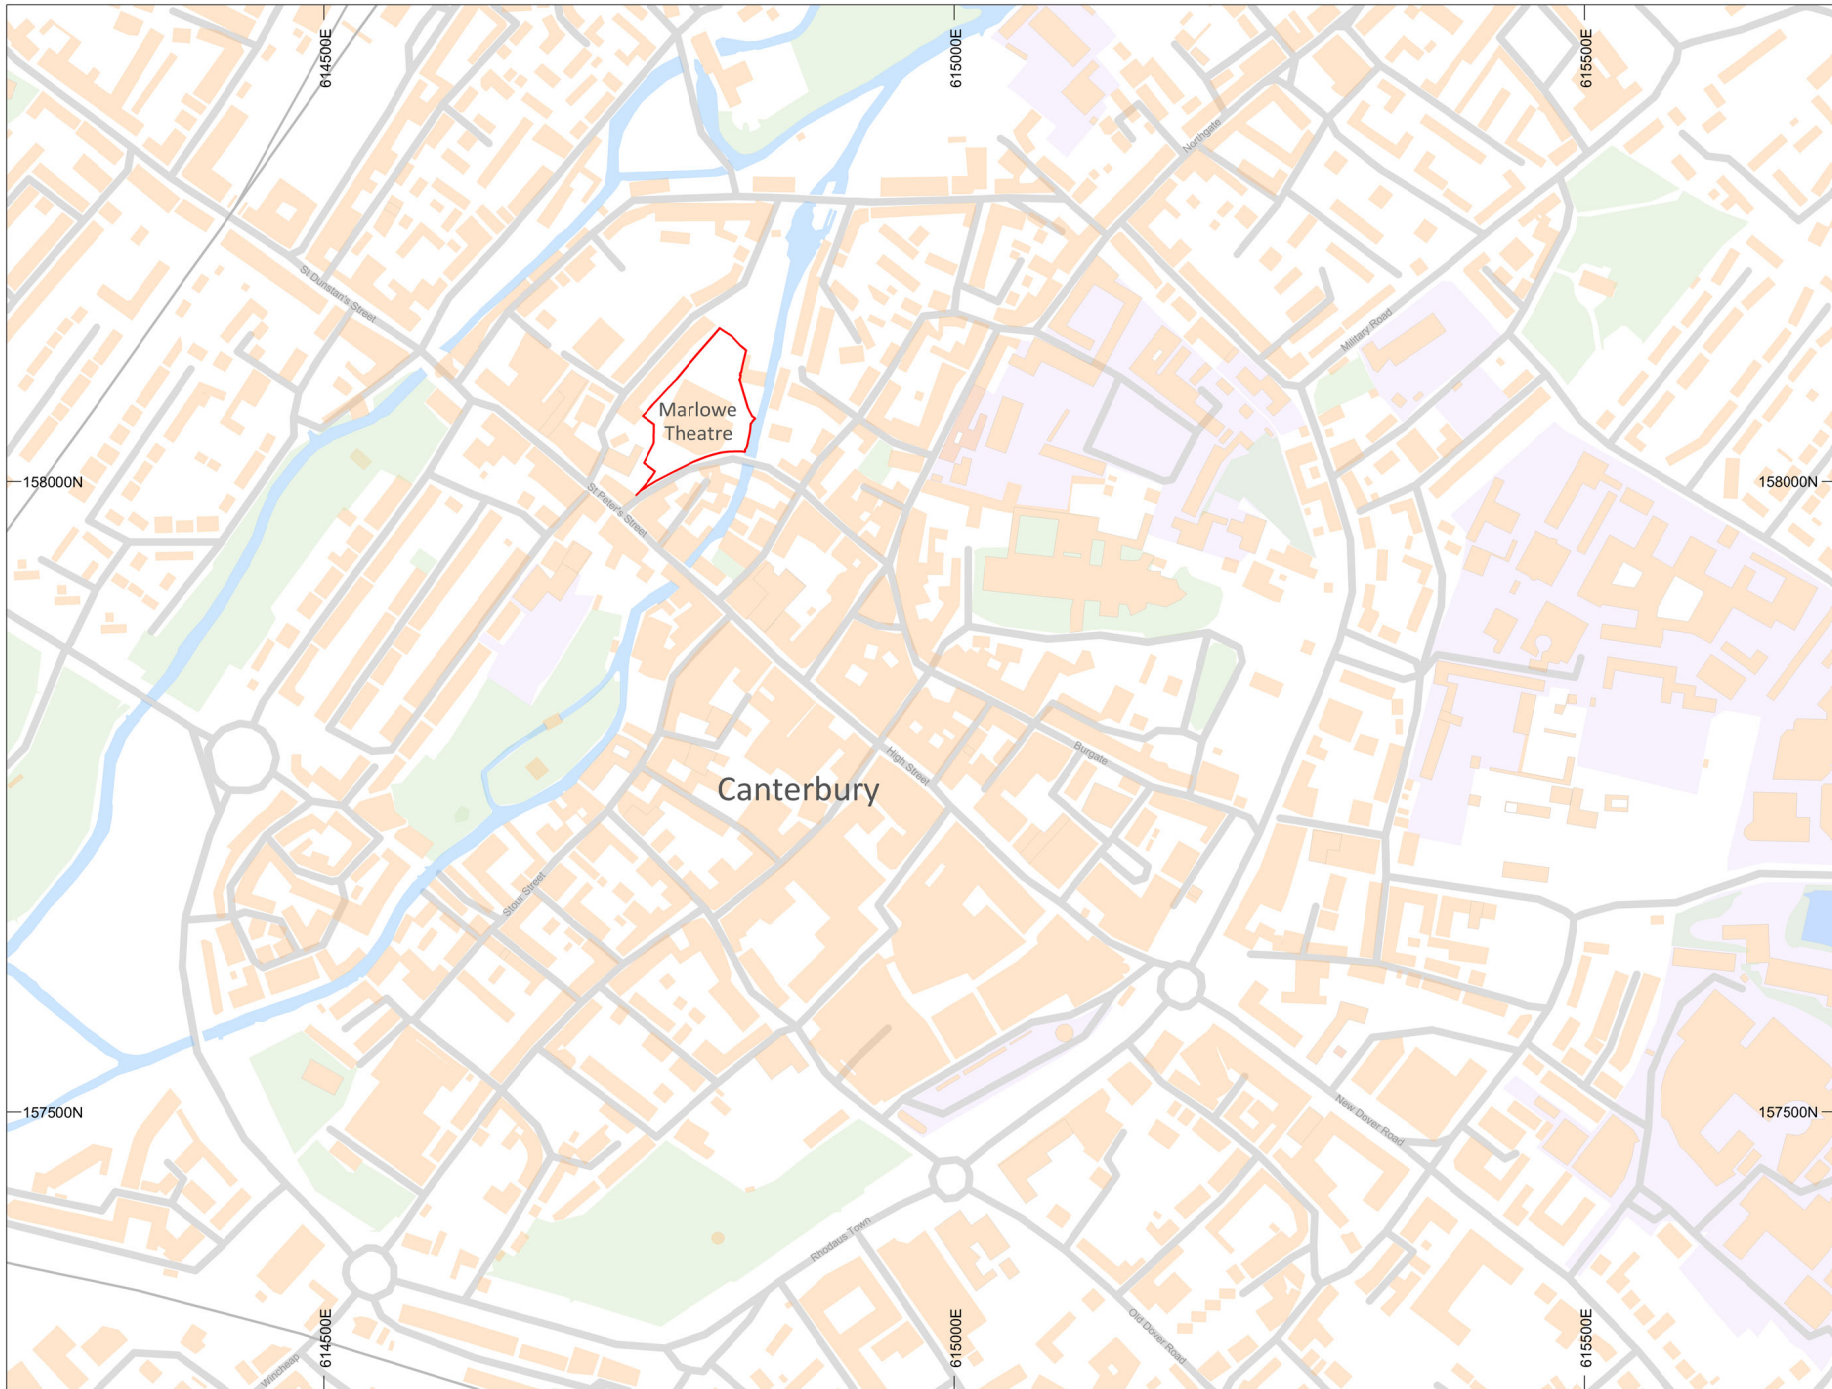 614500E
615000E
615500E
Northgate
St Dunstan's Street
Military Road
Marlowe
Theatre
158000N
158000N
St Peter's Street
High Street
Burgate
Canterbury
Stour Street
157500N
157500N
New Dover Road
Rhodaus Town
Old Dover Road
Wincheap
614500E
615000E
615500E